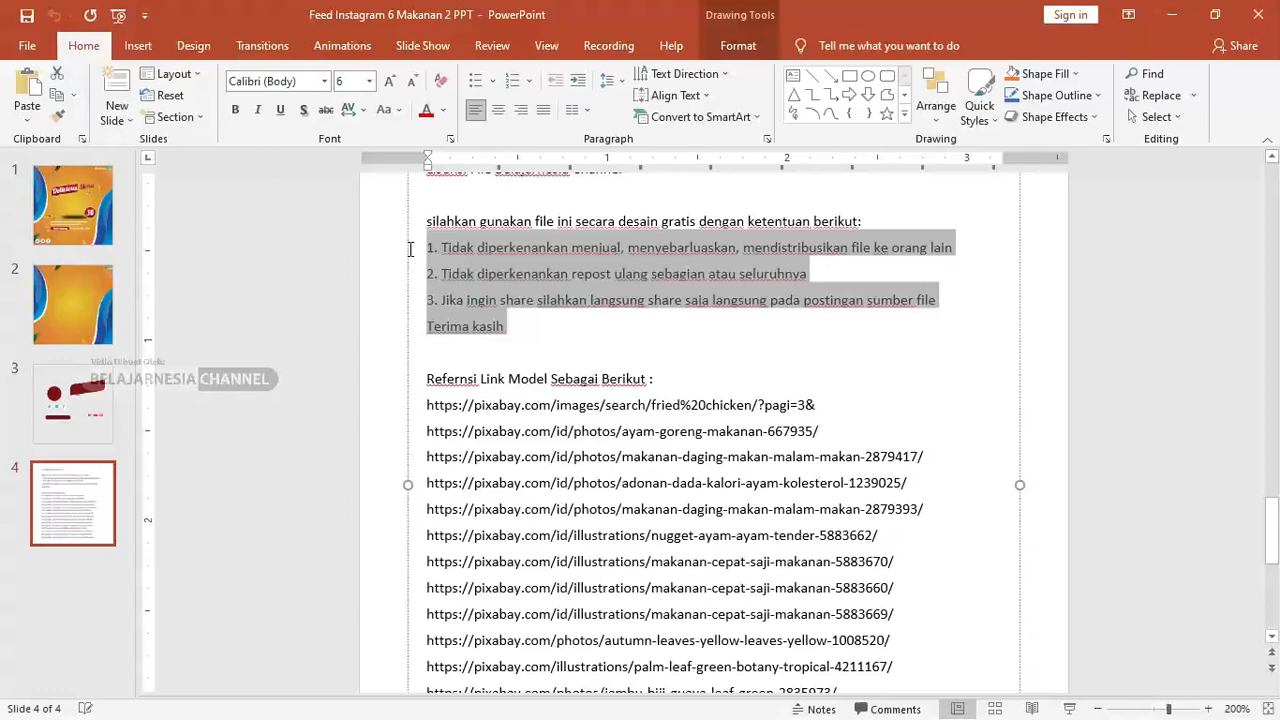 Feed Instagram 6 Makanan 2 PPT - PowerPoint
Drawing Tools
Sign in
File Home Insert Design Transitions Animations Slide Show Review View Recording Help Format Tell me what you want to do Share
Paste
New Slide
Layout
Reset
Section
Calibri (Body) 6
Text Direction
Align Text
Convert to SmartArt
Arrange
Quick Styles
Shape Fill
Shape Outline
Shape Effects
Find
Replace
Select
Clipboard Slides Font Paragraph Drawing Editing
1
2
3
4
1 2 3
1
2
silahkan gunakan file ini secara desain gratis dengan ketentuan berikut:
1. Tidak diperkenankan menjual, menyebarluaskan, mendistribusikan file ke orang lain
2. Tidak diperkenankan repost ulang sebagian atau seluruhnya
3. Jika ingin share silahkan langsung share saja langsung pada postingan sumber file
Terima kasih
Refernsi Link Model Sebagai Berikut :
https://pixabay.com/images/search/fried%20chicken/?pagi=3&
https://pixabay.com/id/photos/ayam-goreng-makanan-667935/
https://pixabay.com/id/photos/makanan-daging-makan-malam-makan-2879417/
https://pixabay.com/id/photos/adonan-dada-kalori-ayam-kolesterol-1239025/
https://pixabay.com/id/photos/makanan-daging-makan-malam-makan-2879393/
https://pixabay.com/id/illustrations/nugget-ayam-ayam-tender-5883662/
https://pixabay.com/id/illustrations/makanan-cepat-saji-makanan-5883670/
https://pixabay.com/id/illustrations/makanan-cepat-saji-makanan-5883660/
https://pixabay.com/id/illustrations/makanan-cepat-saji-makanan-5883669/
https://pixabay.com/photos/autumn-leaves-yellow-leaves-yellow-1008520/
https://pixabay.com/illustrations/palm-leaf-green-botany-tropical-4211167/
BELAJARNESIA CHANNEL
Slide 4 of 4
Notes
Comments
200%